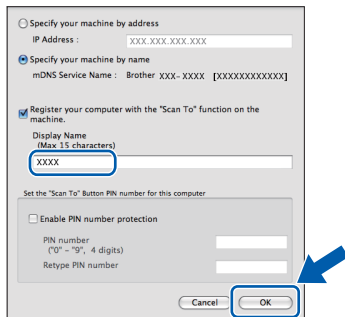 Specify your machine by address
IP Address : XXX.XXX.XXX.XXX
Specify your machine by name
mDNS Service Name : Brother XXX-XXXX [XXXXXXXXXXXX]
Register your computer with the "Scan To" function on the
machine.
Display Name
(Max 15 characters)
XXXX
Set the "Scan To" Button PIN number for this computer
Enable PIN number protection
PIN number
("0" – "9", 4 digits)
Retype PIN number
Cancel OK